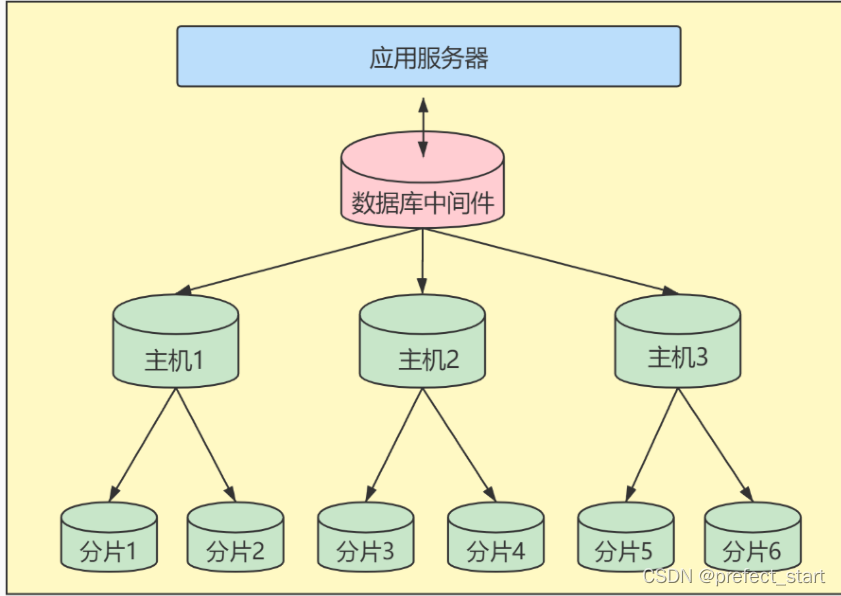 应用服务器
数据库中间件
主机1
主机2
主机3
分片1
分片2
分片3
分片4
分片5
分片6
CSDN @prefect_start